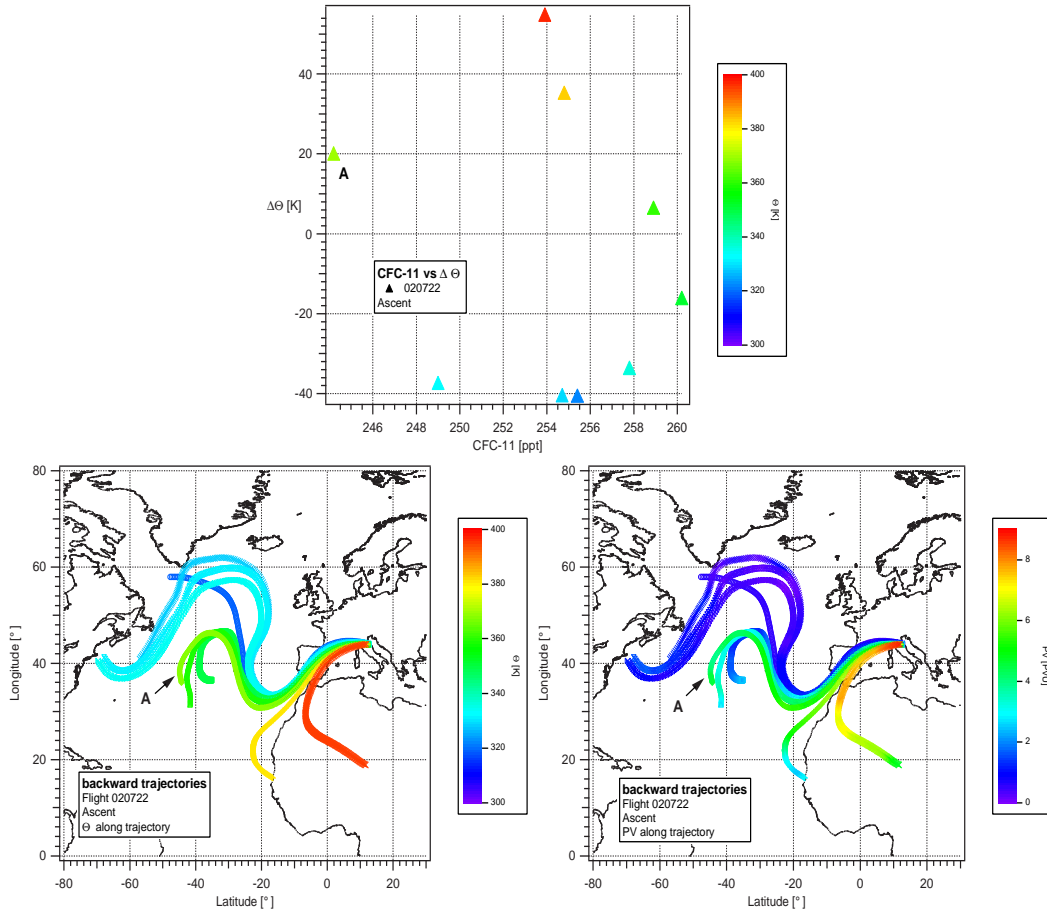 40
20
0
-20
-40
ΔΘ [K]
A
CFC-11 vs Δ Θ
▲ 020722
Ascent
246 248 250 252 254 256 258 260
CFC-11 [ppt]
400
380
360
340
320
300
Θ [K]
80
60
40
20
0
Longitude [°]
A
backward trajectories
Flight 020722
Ascent
Θ along trajectory
-80 -60 -40 -20 0 20
Latitude [°]
400
380
360
340
320
300
Θ [K]
80
60
40
20
0
Longitude [°]
A
backward trajectories
Flight 020722
Ascent
PV along trajectory
-80 -60 -40 -20 0 20
Latitude [°]
8
6
4
2
0
PV [PVU]